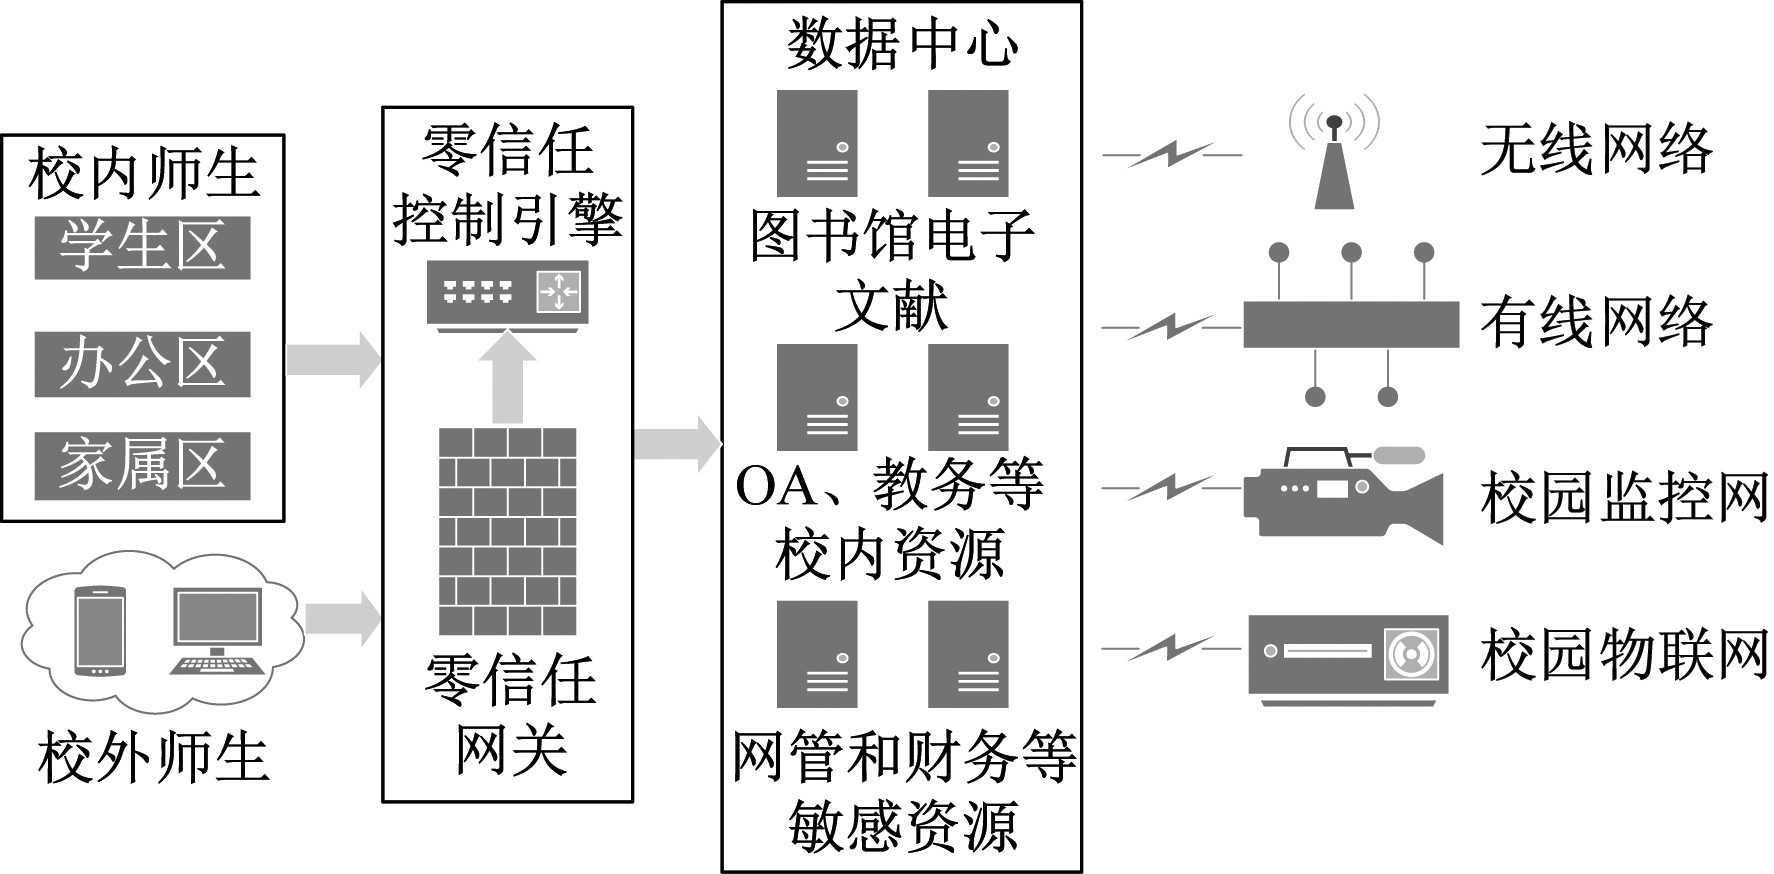 校内师生
学生区
办公区
家属区
校外师生
零信任
控制引擎
零信任
网关
数据中心
图书馆电子
文献
OA、教务等
校内资源
网管和财务等
敏感资源
无线网络
有线网络
校园监控网
校园物联网